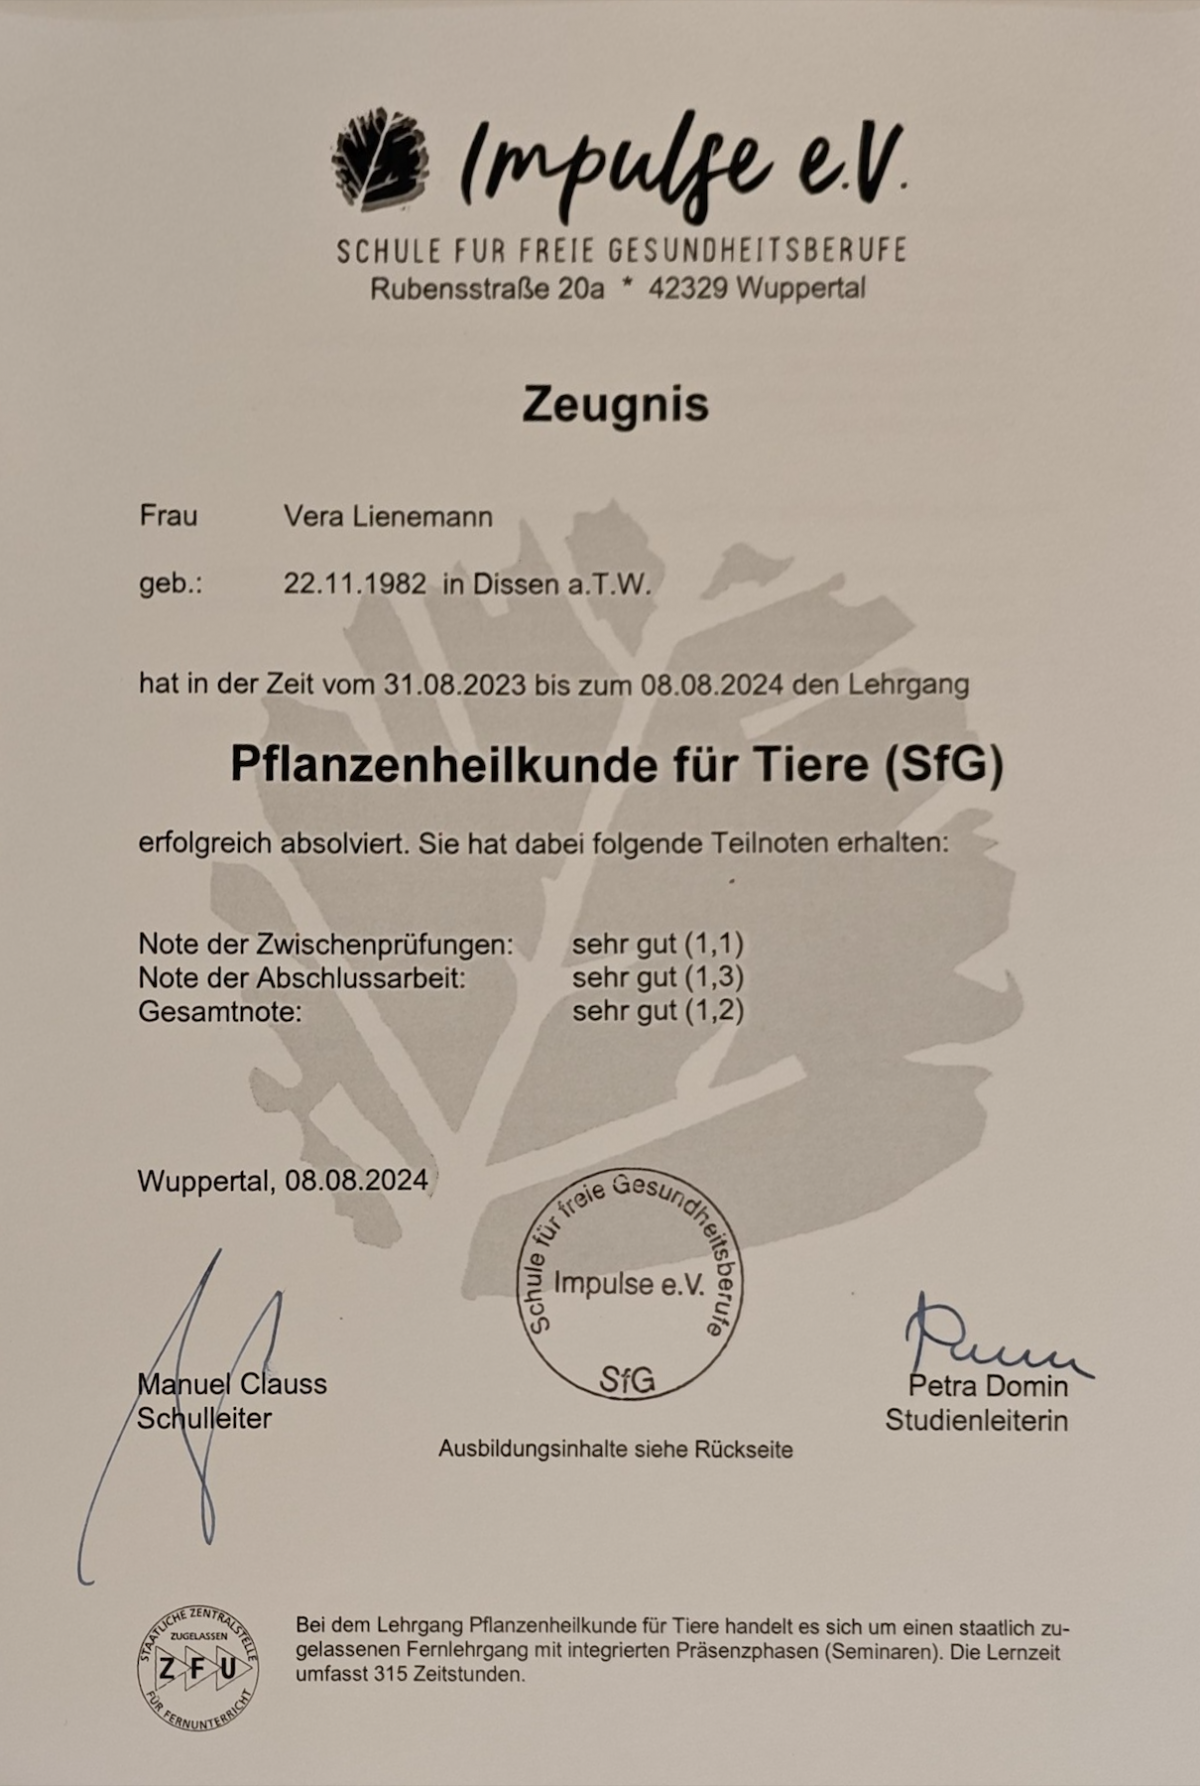 Impulse e.V.
SCHULE FUR FREIE GESUNDHEITSBERUFE
Rubensstraße 20a * 42329 Wuppertal
Zeugnis
Frau Vera Lienemann
geb.: 22.11.1982 in Dissen a.T.W.
hat in der Zeit vom 31.08.2023 bis zum 08.08.2024 den Lehrgang
Pflanzenheilkunde für Tiere (SfG)
erfolgreich absolviert. Sie hat dabei folgende Teilnoten erhalten:
Note der Zwischenprüfungen: sehr gut (1,1)
Note der Abschlussarbeit: sehr gut (1,3)
Gesamtnote: sehr gut (1,2)
Wuppertal, 08.08.2024
Schule für freie Gesundheitsberufe
Impulse e.V.
SfG
Manuel Clauss
Schulleiter
Petra Domin
Studienleiterin
Ausbildungsinhalte siehe Rückseite
STAATLICHE ZENTRALSTELLE
ZUGELASSEN
ZFU
FÜR FERNUNTERRICHT
Bei dem Lehrgang Pflanzenheilkunde für Tiere handelt es sich um einen staatlich zu-
gelassenen Fernlehrgang mit integrierten Präsenzphasen (Seminaren). Die Lernzeit
umfasst 315 Zeitstunden.